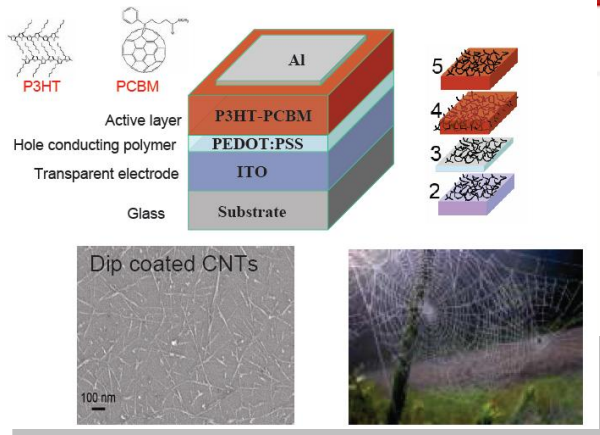 P3HT
PCBM
Al
Active layer
P3HT-PCBM
Hole conducting polymer
PEDOT:PSS
Transparent electrode
ITO
Glass
Substrate
5
4
3
2
Dip coated CNTs
100 nm